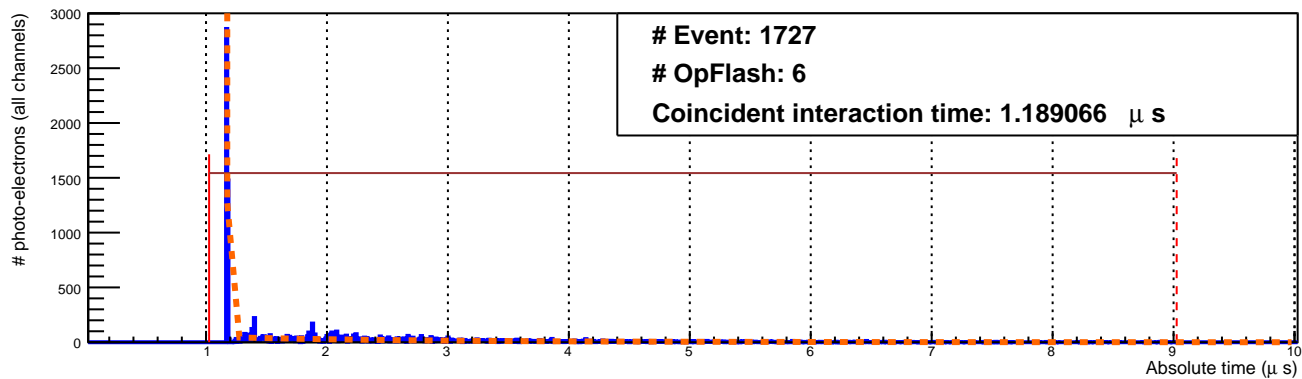 # Event: 1727
# OpFlash: 6
Coincident interaction time: 1.189066 μ s
# photo-electrons (all channels)
3000
2500
2000
1500
1000
500
0
1 2 3 4 5 6 7 8 9 10
Absolute time (μ s)